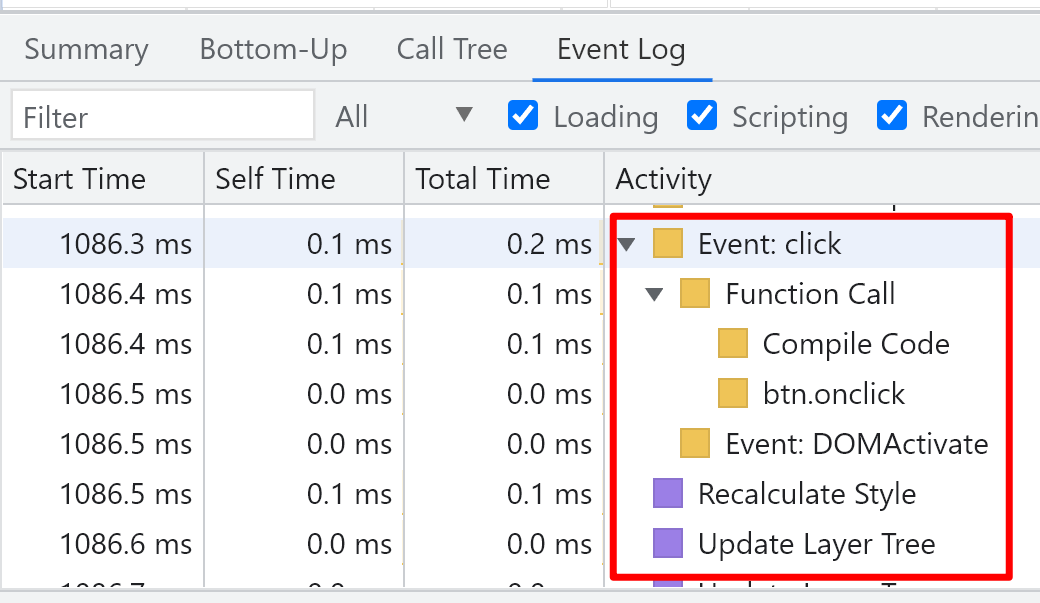 Summary Bottom-Up Call Tree Event Log
Filter All Loading Scripting Renderin
Start Time Self Time Total Time Activity
1086.3 ms 0.1 ms 0.2 ms Event: click
1086.4 ms 0.1 ms 0.1 ms Function Call
1086.4 ms 0.1 ms 0.1 ms Compile Code
1086.5 ms 0.0 ms 0.0 ms btn.onclick
1086.5 ms 0.0 ms 0.0 ms Event: DOMActivate
1086.5 ms 0.1 ms 0.1 ms Recalculate Style
1086.6 ms 0.0 ms 0.0 ms Update Layer Tree